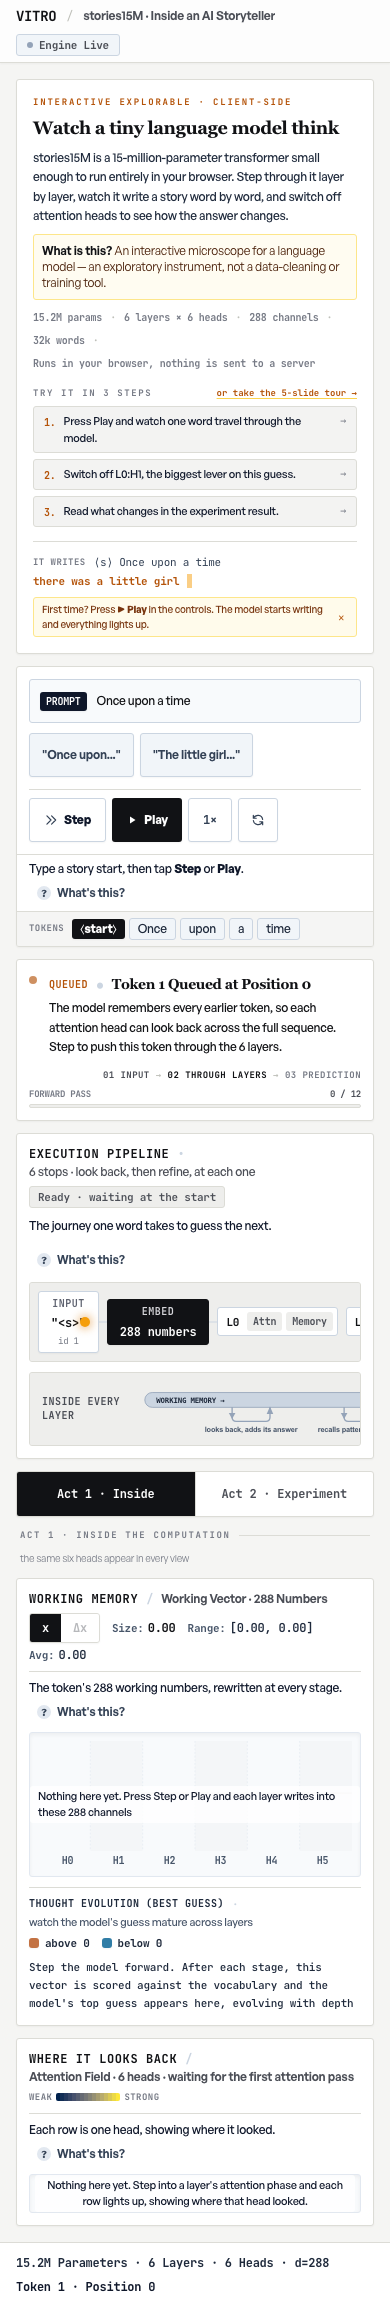 VITRO / stories15M · Inside an AI Storyteller
Engine Live
INTERACTIVE EXPLORABLE · CLIENT-SIDE
Watch a tiny language model think
stories15M is a 15-million-parameter transformer small
enough to run entirely in your browser. Step through it layer
by layer, watch it write a story word by word, and switch off
attention heads to see how the answer changes.
What is this? An interactive microscope for a language
model — an exploratory instrument, not a data-cleaning or
training tool.
15.2M params · 6 layers × 6 heads · 288 channels ·
32k words ·
Runs in your browser, nothing is sent to a server
TRY IT IN 3 STEPS or take the 5-slide tour →
1. Press Play and watch one word travel through the →
model.
2. Switch off L0:H1, the biggest lever on this guess. →
3. Read what changes in the experiment result. →
IT WRITES ⟨s⟩ Once upon a time
there was a little girl
First time? Press ▶ Play in the controls. The model starts writing ×
and everything lights up.
PROMPT Once upon a time
"Once upon..." "The little girl..."
Step Play 1×
Type a story start, then tap Step or Play.
? What's this?
TOKENS ⟨start⟩ Once upon a time
QUEUED Token 1 Queued at Position 0
The model remembers every earlier token, so each
attention head can look back across the full sequence.
Step to push this token through the 6 layers.
01 INPUT → 02 THROUGH LAYERS → 03 PREDICTION
FORWARD PASS 0 / 12
EXECUTION PIPELINE ·
6 stops · look back, then refine, at each one
Ready · waiting at the start
The journey one word takes to guess the next.
? What's this?
INPUT EMBED
"<s>" 288 numbers L0 Attn Memory
id 1
INSIDE EVERY WORKING MEMORY →
LAYER
looks back, adds its answer recalls
Act 1 · Inside Act 2 · Experiment
ACT 1 · INSIDE THE COMPUTATION
the same six heads appear in every view
WORKING MEMORY / Working Vector · 288 Numbers
x Δx Size: 0.00 Range: [0.00, 0.00]
Avg: 0.00
The token's 288 working numbers, rewritten at every stage.
? What's this?
Nothing here yet. Press Step or Play and each layer writes into
these 288 channels
H0 H1 H2 H3 H4 H5
THOUGHT EVOLUTION (BEST GUESS) ·
watch the model's guess mature across layers
above 0 below 0
Step the model forward. After each stage, this
vector is scored against the vocabulary and the
model's top guess appears here, evolving with depth
WHERE IT LOOKS BACK /
Attention Field · 6 heads · waiting for the first attention pass
WEAK STRONG
Each row is one head, showing where it looked.
? What's this?
Nothing here yet. Step into a layer's attention phase and each
row lights up, showing where that head looked.
15.2M Parameters · 6 Layers · 6 Heads · d=288
Token 1 · Position 0